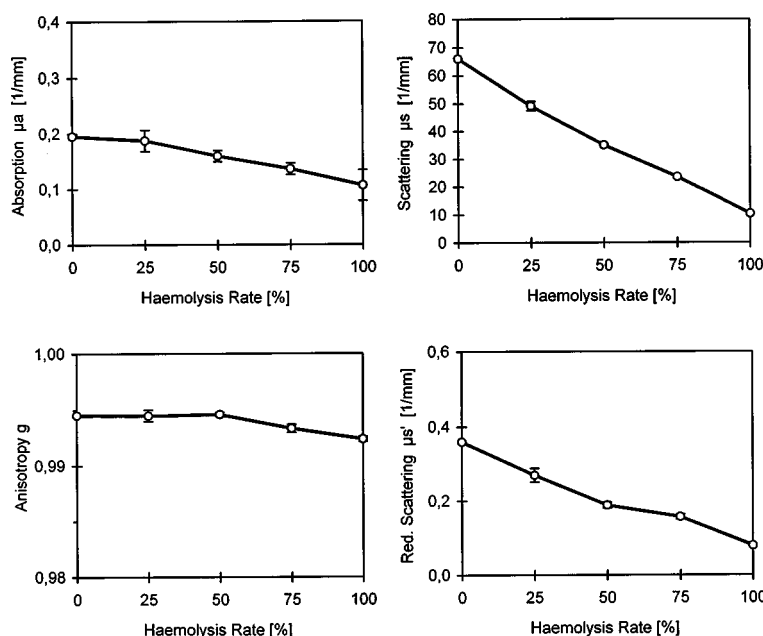 Absorption µa [1/mm]
0,4
0,3
0,2
0,1
0,0
0 25 50 75 100
Haemolysis Rate [%]
Scattering µs [1/mm]
80
70
60
50
40
30
20
10
0
0 25 50 75 100
Haemolysis Rate [%]
Anisotropy g
1,00
0,99
0,98
0 25 50 75 100
Haemolysis Rate [%]
Red. Scattering µs' [1/mm]
0,6
0,4
0,2
0,0
0 25 50 75 100
Haemolysis Rate [%]